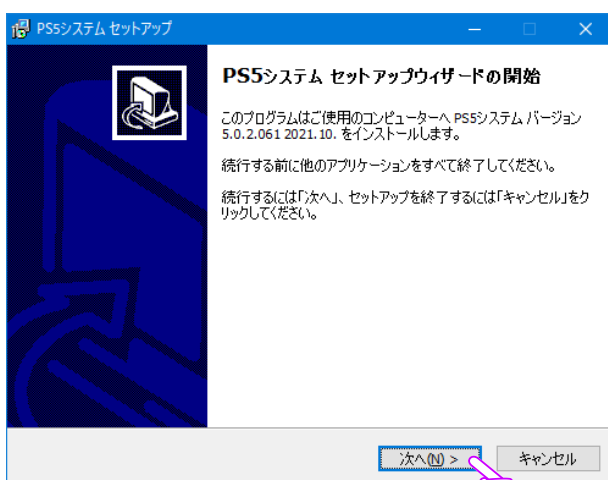 PS5システム セットアップ
PS5システム セットアップウィザードの開始
このプログラムはご使用のコンピューターへ PS5システム バージョン
5.0.2.061 2021.10. をインストールします。
続行する前に他のアプリケーションをすべて終了してください。
続行するには「次へ」、セットアップを終了するには「キャンセル」をク
リックしてください。
次へ(N) >
キャンセル